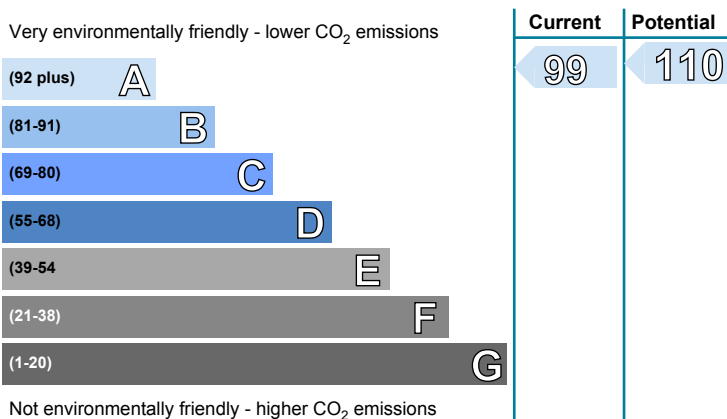 Very environmentally friendly - lower CO2 emissions
Current
Potential
(92 plus) A
99
110
(81-91) B
(69-80) C
(55-68) D
(39-54 E
(21-38) F
(1-20) G
Not environmentally friendly - higher CO2 emissions